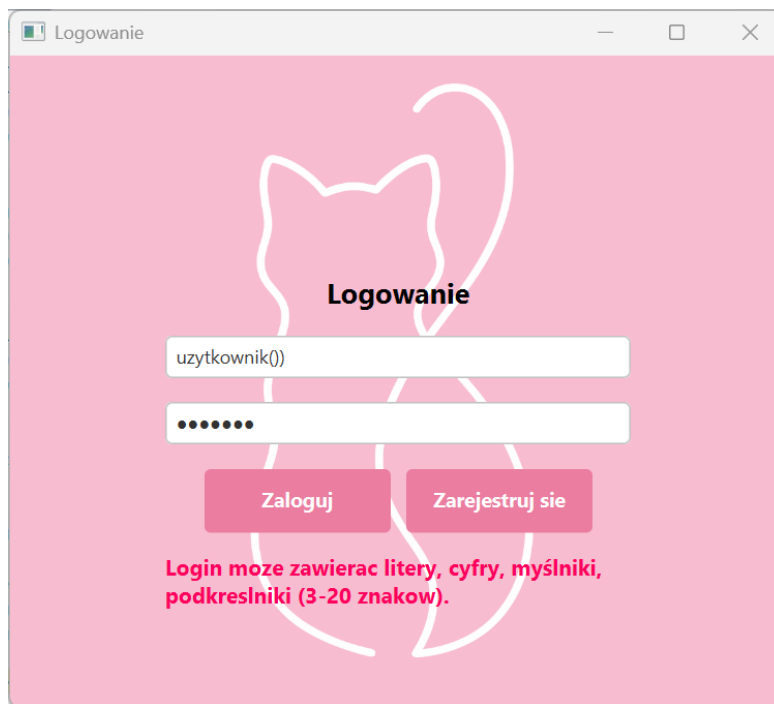 Logowanie
Logowanie
uzytkownik())
●●●●●●●
Zaloguj
Zarejestruj sie
Login moze zawierac litery, cyfry, myślniki,
podkreslniki (3-20 znakow).